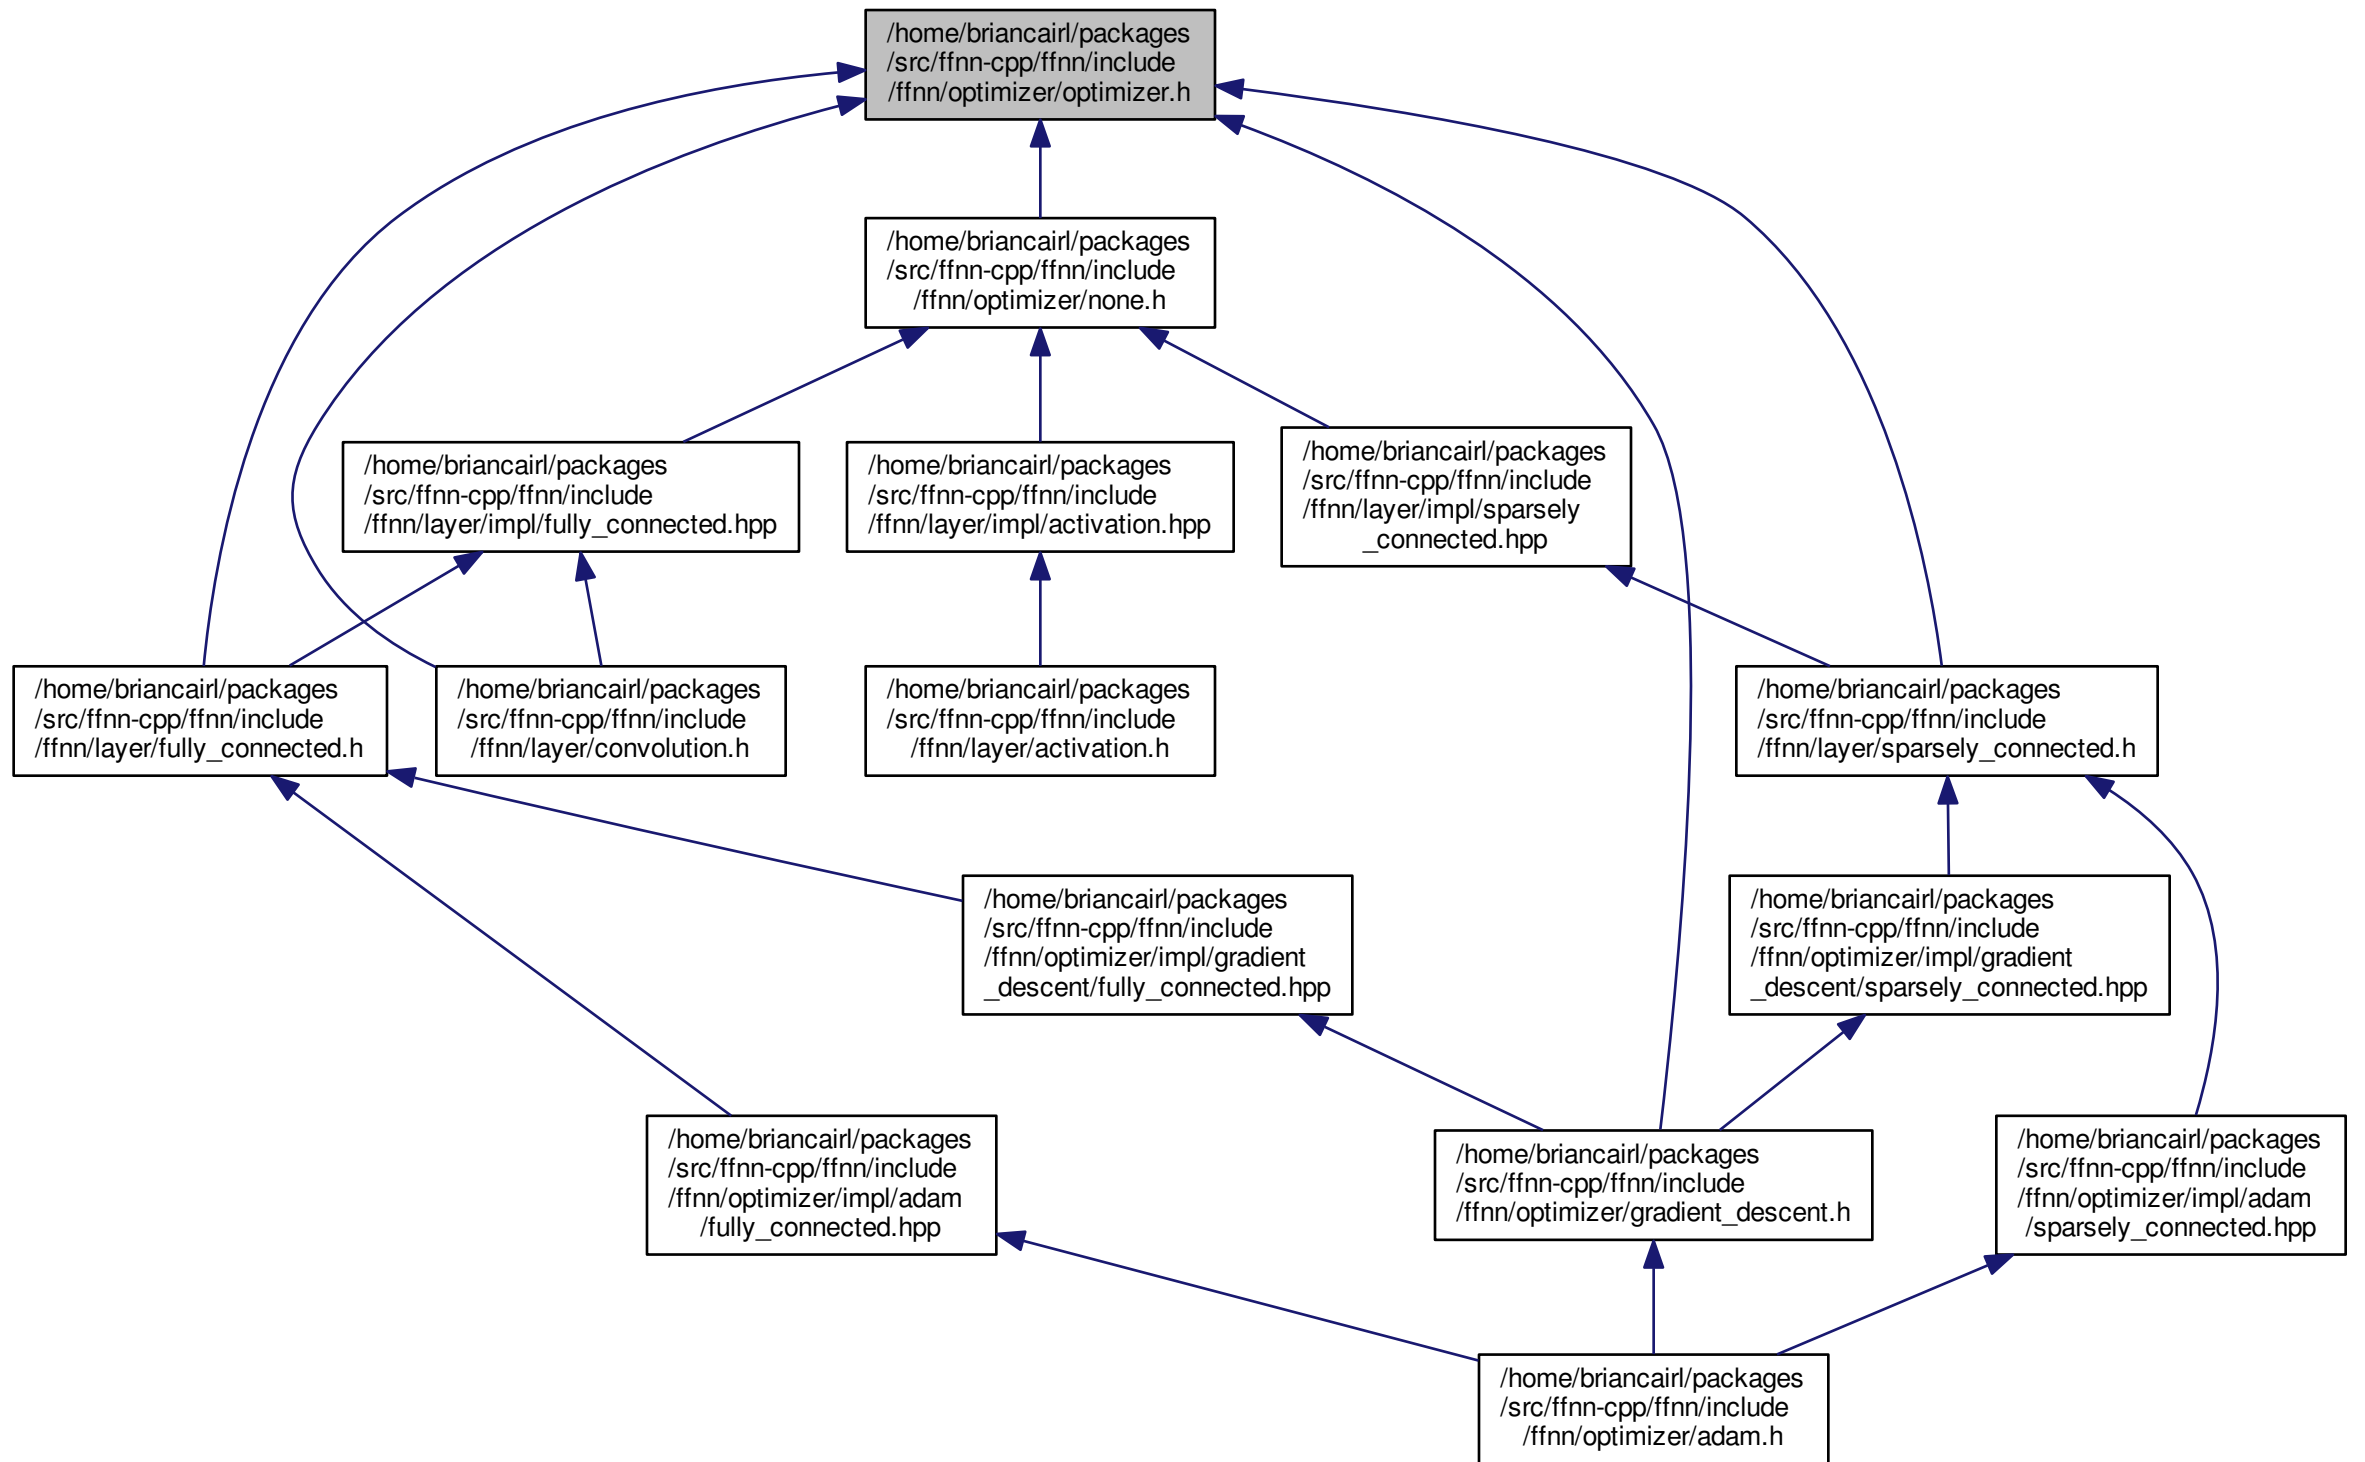 /home/briancairl/packages
/src/ffnn-cpp/ffnn/include
/ffnn/optimizer/optimizer.h
/home/briancairl/packages
/src/ffnn-cpp/ffnn/include
/ffnn/optimizer/none.h
/home/briancairl/packages
/src/ffnn-cpp/ffnn/include
/ffnn/layer/impl/fully_connected.hpp
/home/briancairl/packages
/src/ffnn-cpp/ffnn/include
/ffnn/layer/impl/activation.hpp
/home/briancairl/packages
/src/ffnn-cpp/ffnn/include
/ffnn/layer/impl/sparsely
_connected.hpp
/home/briancairl/packages
/src/ffnn-cpp/ffnn/include
/ffnn/layer/fully_connected.h
/home/briancairl/packages
/src/ffnn-cpp/ffnn/include
/ffnn/layer/convolution.h
/home/briancairl/packages
/src/ffnn-cpp/ffnn/include
/ffnn/layer/activation.h
/home/briancairl/packages
/src/ffnn-cpp/ffnn/include
/ffnn/layer/sparsely_connected.h
/home/briancairl/packages
/src/ffnn-cpp/ffnn/include
/ffnn/optimizer/impl/gradient
_descent/fully_connected.hpp
/home/briancairl/packages
/src/ffnn-cpp/ffnn/include
/ffnn/optimizer/impl/gradient
_descent/sparsely_connected.hpp
/home/briancairl/packages
/src/ffnn-cpp/ffnn/include
/ffnn/optimizer/impl/adam
/fully_connected.hpp
/home/briancairl/packages
/src/ffnn-cpp/ffnn/include
/ffnn/optimizer/gradient_descent.h
/home/briancairl/packages
/src/ffnn-cpp/ffnn/include
/ffnn/optimizer/impl/adam
/sparsely_connected.hpp
/home/briancairl/packages
/src/ffnn-cpp/ffnn/include
/ffnn/optimizer/adam.h